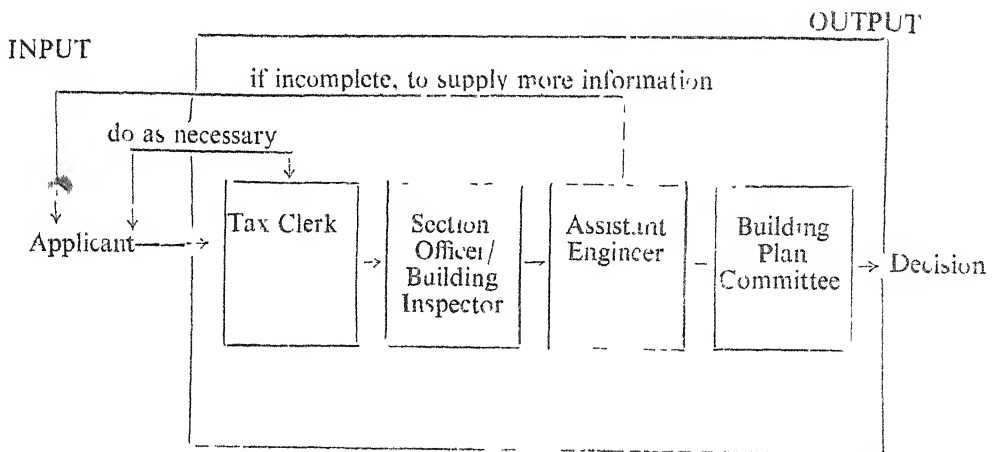 OUTPUT
INPUT
if incomplete, to supply more information
do as necessary
Applicant
Tax Clerk
Section
Officer/
Building
Inspector
Assistant
Engineer
Building
Plan
Committee
Decision